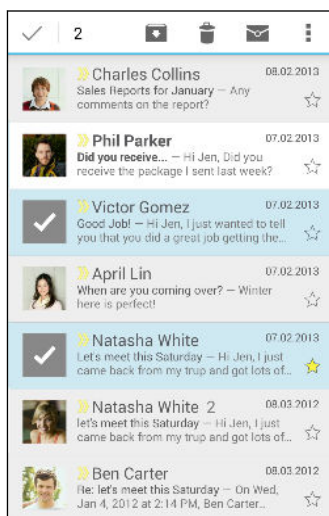 2
Charles Collins 08.02.2013
Sales Reports for January — Any
comments on the report?
Phil Parker 07.02.2013
Did you receive... — Hi Jen, Did you
receive the package I sent last week?
Victor Gomez 07.02.2013
Good Job! — Hi Jen, I just wanted to tell
you that you did a great job getting the...
April Lin 07.02.2013
When are you coming over? — Winter
here is perfect!
Natasha White 07.02.2013
Let's meet this Saturday — Hi Jen, I just
came back from my trup and got lots of...
Natasha White 2 08.03.2012
let's meet this Saturday — Hi Jen, I just
came back from my trup and got lots of...
Ben Carter 08.03.2012
Re: let's meet this Saturday — On Wed,
Jan 4, 2012 at 2:14 PM, Ben Carter...